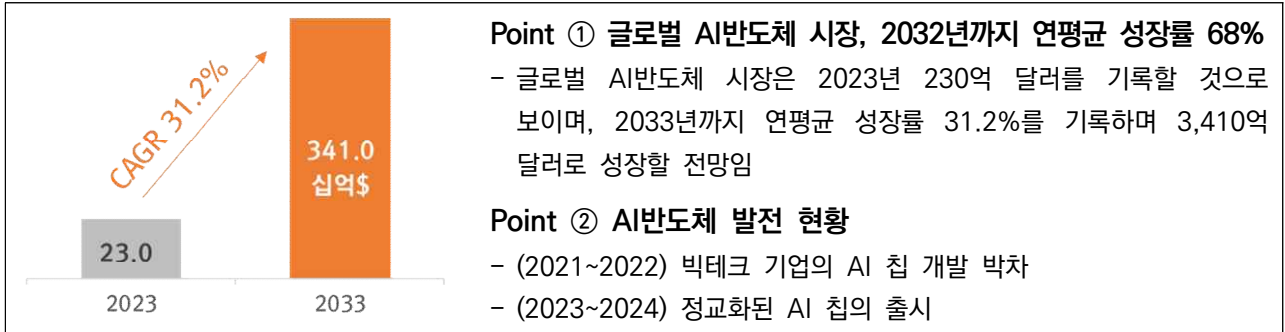 CAGR 31.2%
341.0
십억$
23.0
2023
2033
Point ① 글로벌 AI반도체 시장, 2032년까지 연평균 성장률 68%
- 글로벌 AI반도체 시장은 2023년 230억 달러를 기록할 것으로
보이며, 2033년까지 연평균 성장률 31.2%를 기록하며 3,410억
달러로 성장할 전망임
Point ② AI반도체 발전 현황
- (2021~2022) 빅테크 기업의 AI 칩 개발 박차
- (2023~2024) 정교화된 AI 칩의 출시